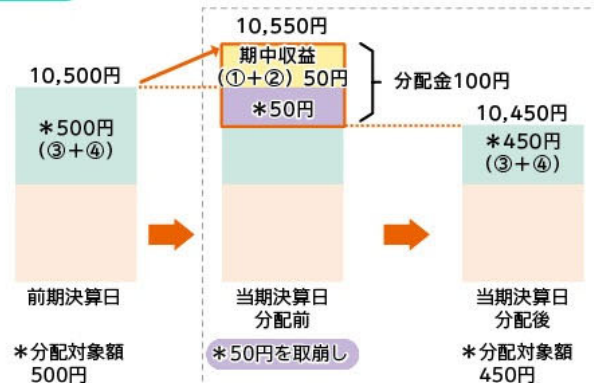 10,550円
10,500円
期中収益
(①+②) 50円
分配金100円
*50円
10,450円
*500円
(③+④)
*450円
(③+④)
前期決算日
当期決算日
分配前
当期決算日
分配後
*分配対象額
500円
*50円を取崩し
*分配対象額
450円